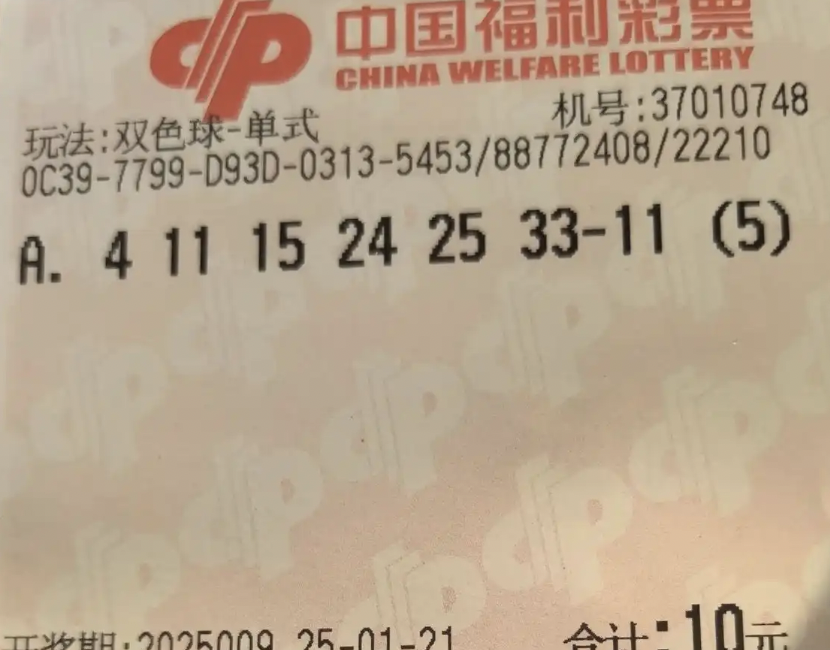 中国福利彩票
CHINA WELFARE LOTTERY
玩法:双色球-单式 机号:37010748
0C39-7799-D93D-0313-5453/88772408/22210
A. 4 11 15 24 25 33-11 (5)
开奖期:2025009 25-01-21 合计:10元